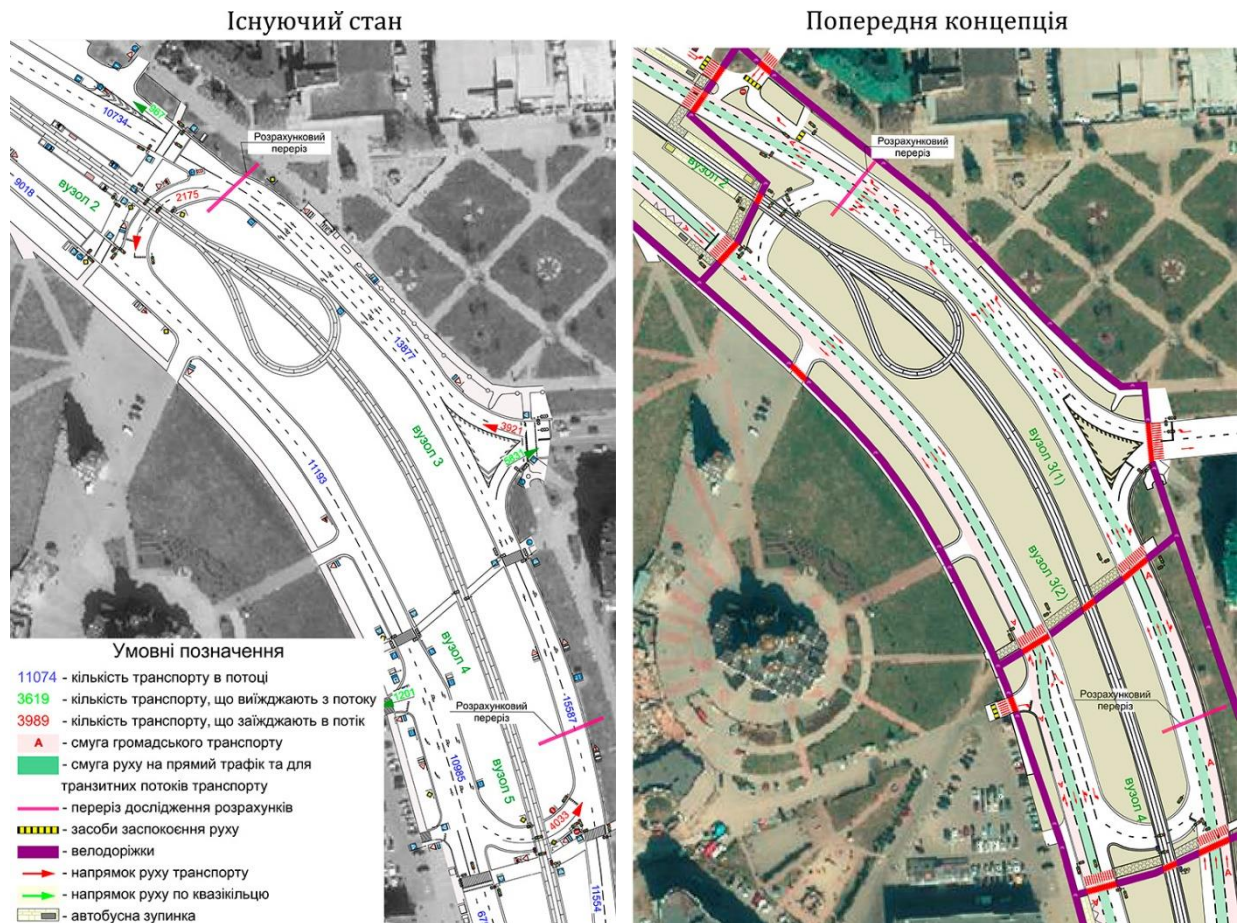 Існуючий стан
Попередня концепція
10734
367
Розрахунковий
переріз
9018
вузол 2
2175
13877
3921
вузол 3
11193
вузол 4
1201
Розрахунковий
переріз
15587
10985
вузол 5
4033
11554
Умовні позначення
11074 - кількість транспорту в потоці
3619 - кількість транспорту, що виїжджають з потоку
3989 - кількість транспорту, що заїжджають в потік
А - смуга громадського транспорту
- смуга руху на прямий трафік та для
транзитних потоків транспорту
- переріз дослідження розрахунків
- засоби заспокоєння руху
- велодоріжки
- напрямок руху транспорту
- напрямок руху по квазікільцю
- автобусна зупинка
Розрахунковий
переріз
вузол 2
вузол 3(1)
вузол 3(2)
А
А
Розрахунковий
переріз
А
вузол 4
А